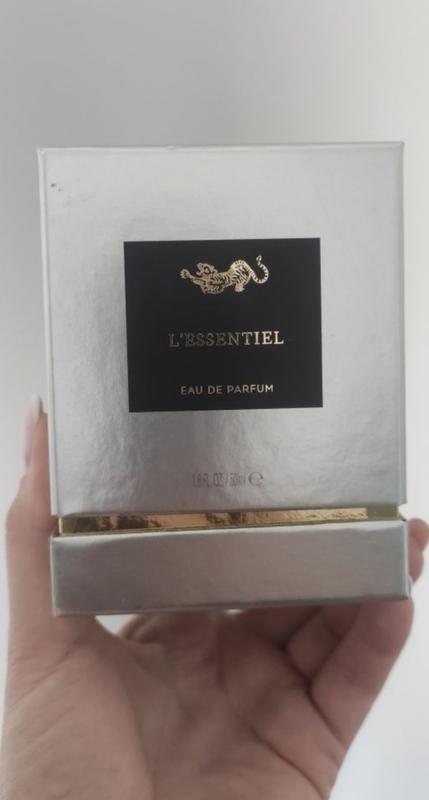 L'ESSENTIEL
EAU DE PARFUM
1.6 FL.OZ / 50ml ℮